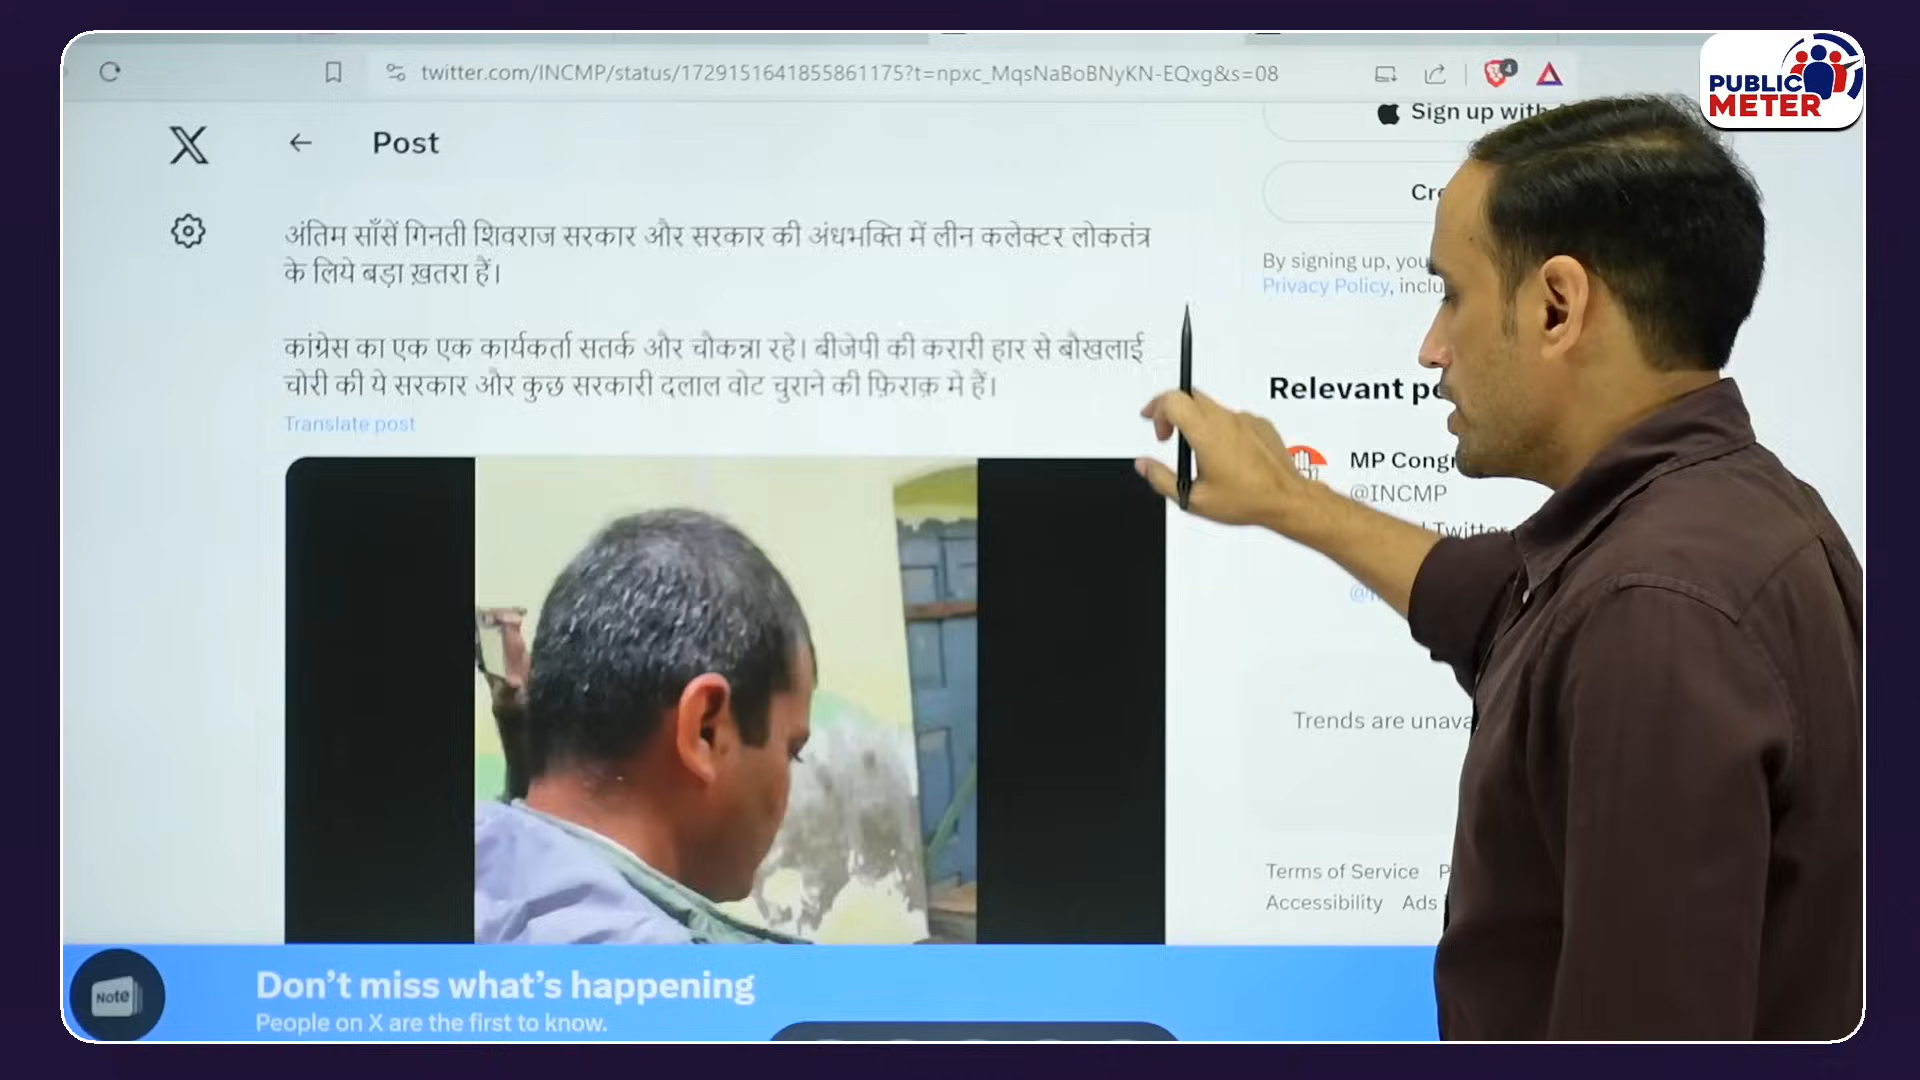 twitter.com/INCMP/status/1729151641855861175?t=npxc_MqsNaBoBNyKN-EQxg&s=08
4
PUBLIC
METER
Post
Sign up with
अंतिम साँसें गिनती शिवराज सरकार और सरकार की अंधभक्ति में लीन कलेक्टर लोकतंत्र
के लिये बड़ा ख़तरा हैं।
By signing up, you
Privacy Policy, inclu
कांग्रेस का एक एक कार्यकर्ता सतर्क और चौकन्ना रहे। बीजेपी की करारी हार से बौखलाई
चोरी की ये सरकार और कुछ सरकारी दलाल वोट चुराने की फ़िराक़ मे हैं।
Translate post
Relevant
MP Cong
@INCMP
Twitter
Trends are unava
Terms of Service
Accessibility Ads
Note
Don't miss what's happening
People on X are the first to know.